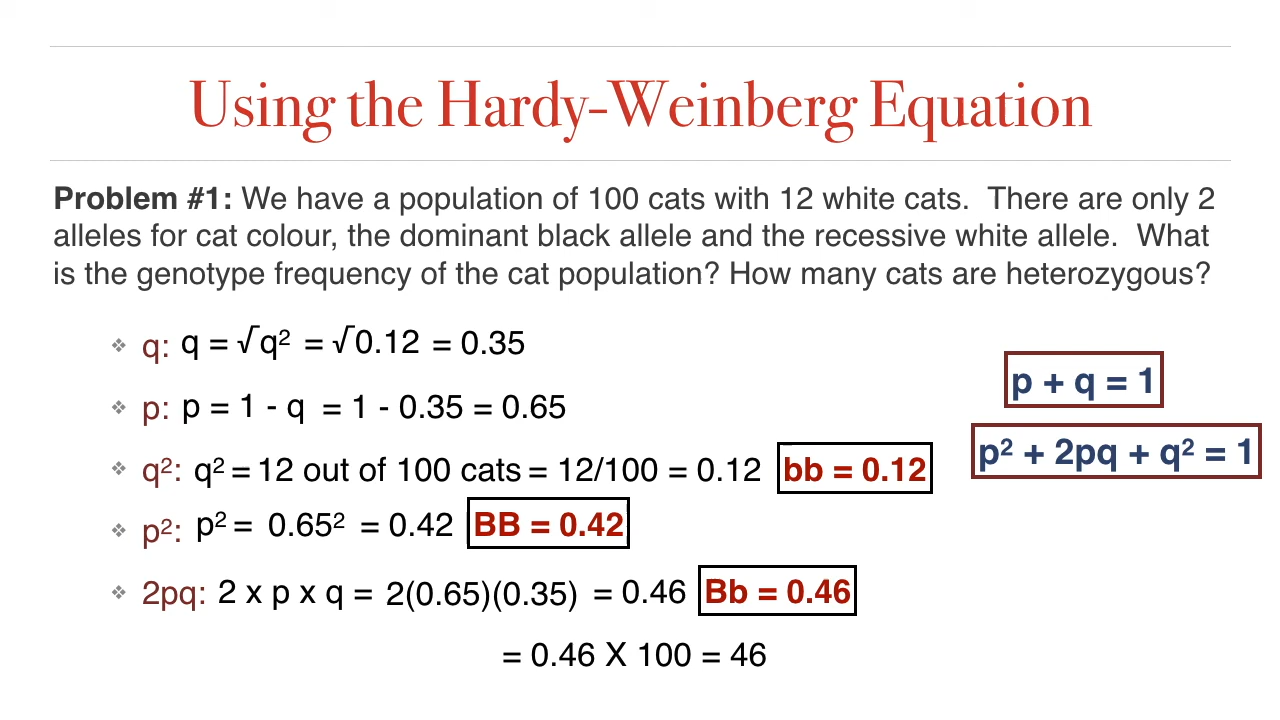 Using the Hardy-Weinberg Equation
Problem #1: We have a population of 100 cats with 12 white cats.  There are only 2
alleles for cat colour, the dominant black allele and the recessive white allele.  What
is the genotype frequency of the cat population? How many cats are heterozygous?
❖ q: q = √q² = √0.12 = 0.35
p + q = 1
❖ p: p = 1 - q = 1 - 0.35 = 0.65
p² + 2pq + q² = 1
❖ q²: q² = 12 out of 100 cats = 12/100 = 0.12 bb = 0.12
❖ p²: p² = 0.65² = 0.42 BB = 0.42
❖ 2pq: 2 x p x q = 2(0.65)(0.35) = 0.46 Bb = 0.46
= 0.46 X 100 = 46